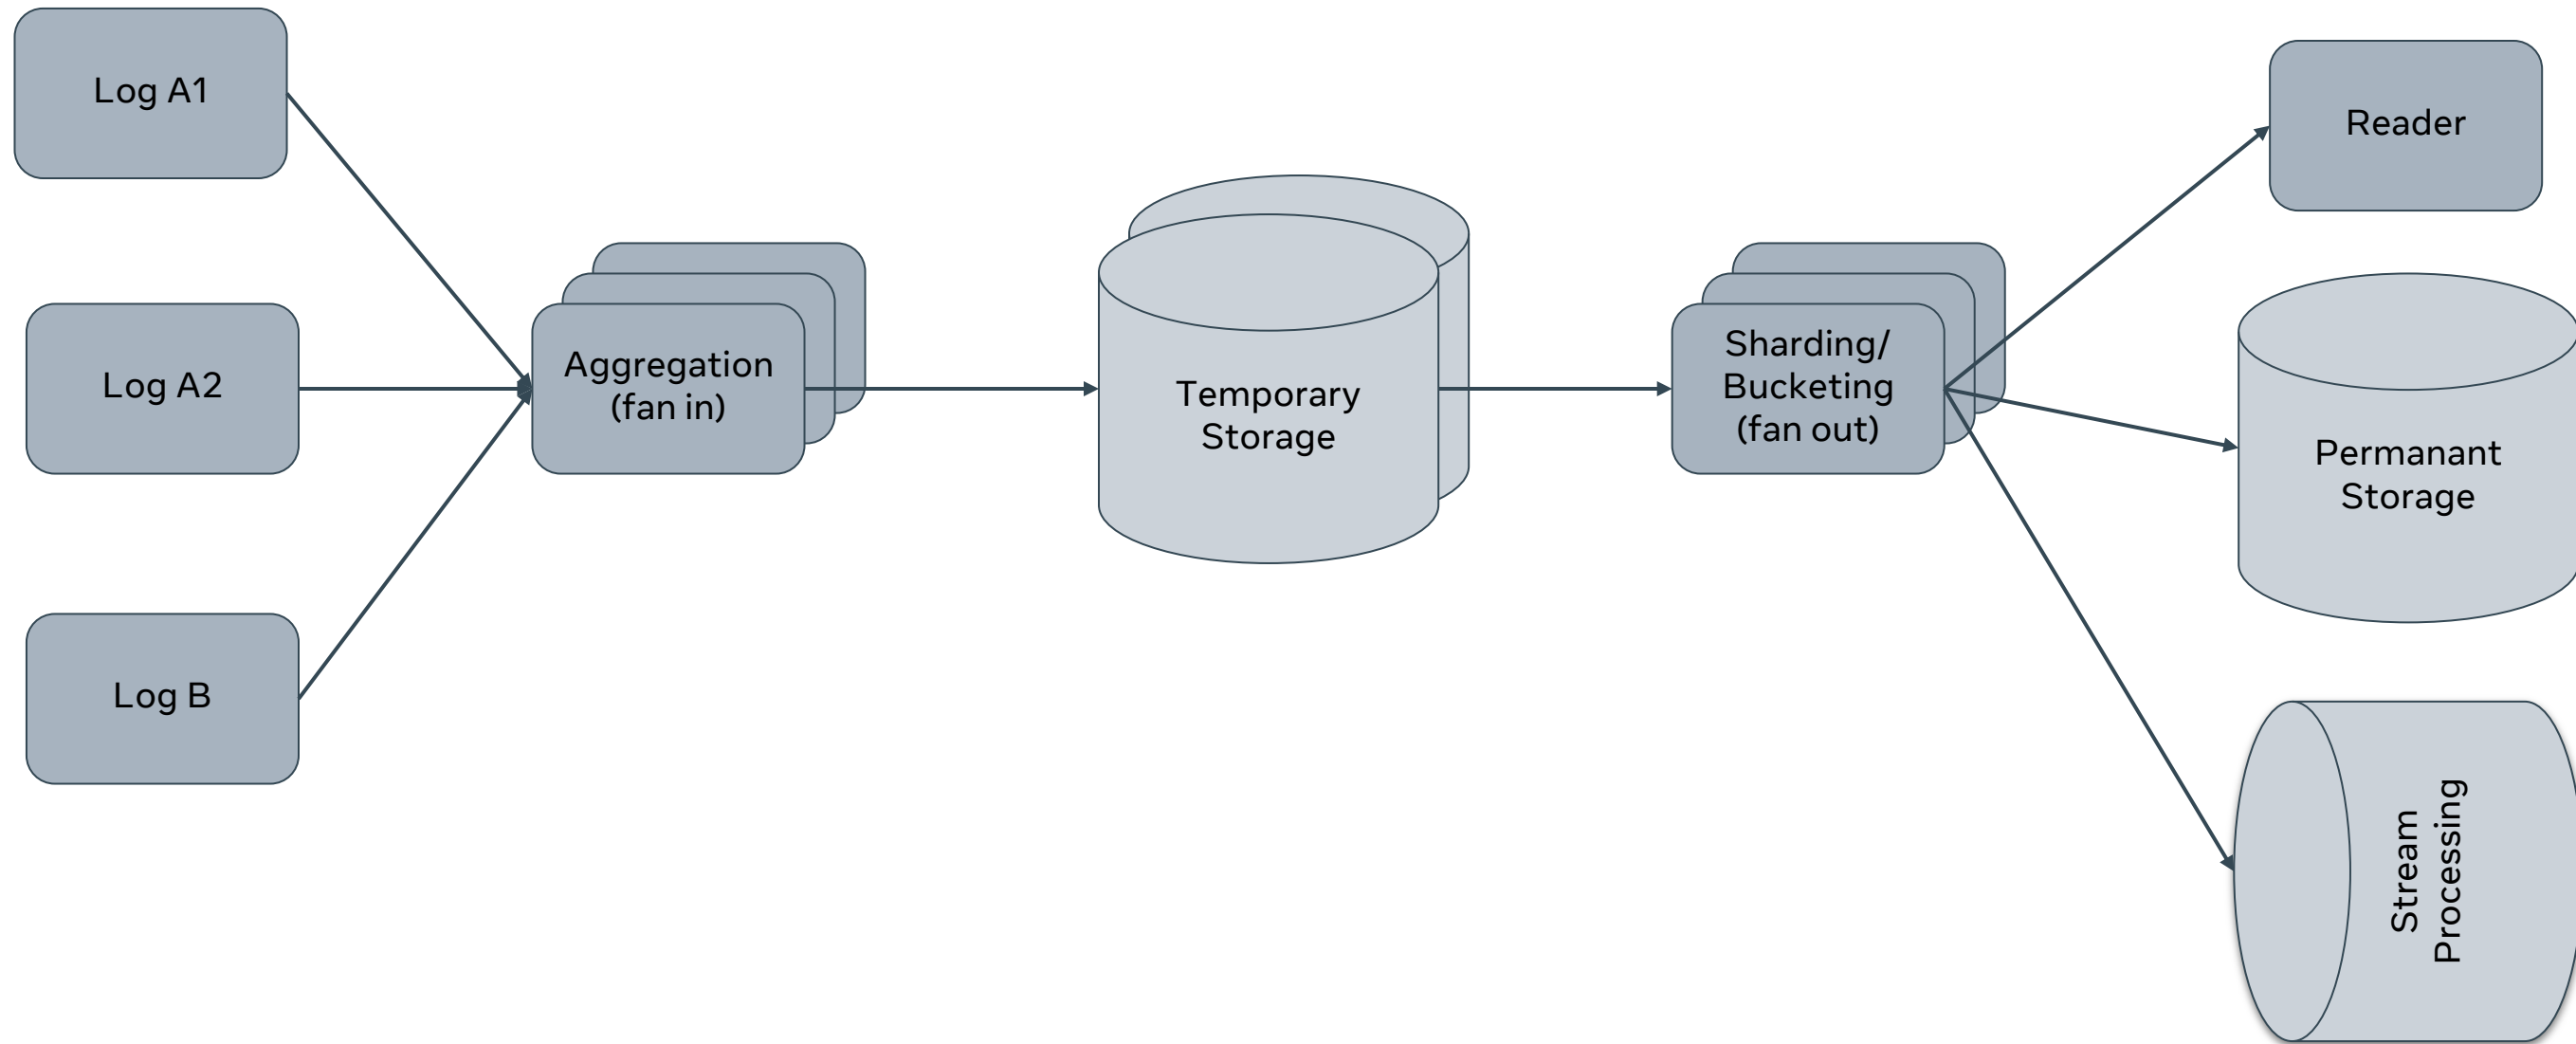 Log A1
Log A2
Log B
Aggregation
(fan in)
Temporary
Storage
Sharding/
Bucketing
(fan out)
Reader
Permanant
Storage
Stream
Processing